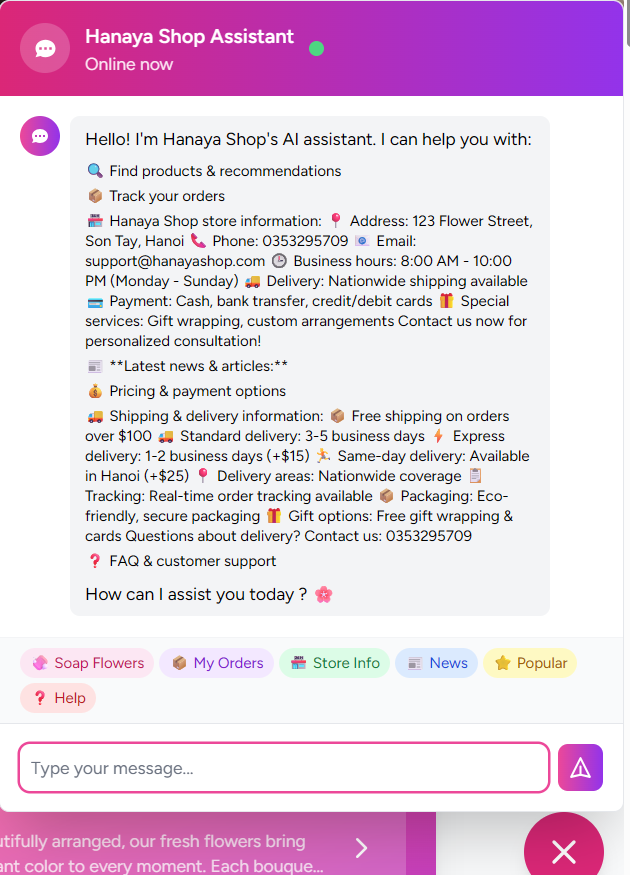 Hanaya Shop Assistant
Online now
Hello! I'm Hanaya Shop's AI assistant. I can help you with:
🔍 Find products & recommendations
📦 Track your orders
🏪 Hanaya Shop store information: 📍 Address: 123 Flower Street,
Son Tay, Hanoi 📞 Phone: 0353295709 📧 Email:
support@hanayashop.com 🕒 Business hours: 8:00 AM - 10:00
PM (Monday - Sunday) 🚚 Delivery: Nationwide shipping available
💳 Payment: Cash, bank transfer, credit/debit cards 🎁 Special
services: Gift wrapping, custom arrangements Contact us now for
personalized consultation!
📰 **Latest news & articles:**
💰 Pricing & payment options
🚚 Shipping & delivery information: 📦 Free shipping on orders
over $100 🚚 Standard delivery: 3-5 business days ⚡ Express
delivery: 1-2 business days (+$15) 🏃 Same-day delivery: Available
in Hanoi (+$25) 📍 Delivery areas: Nationwide coverage 📋
Tracking: Real-time order tracking available 📦 Packaging: Eco-
friendly, secure packaging 🎁 Gift options: Free gift wrapping &
cards Questions about delivery? Contact us: 0353295709
❓ FAQ & customer support
How can I assist you today ? 🌸
Soap Flowers
📦 My Orders
🏪 Store Info
📰 News
⭐ Popular
❓ Help
Type your message...
utifully arranged, our fresh flowers bring
ant color to every moment. Each bouque...